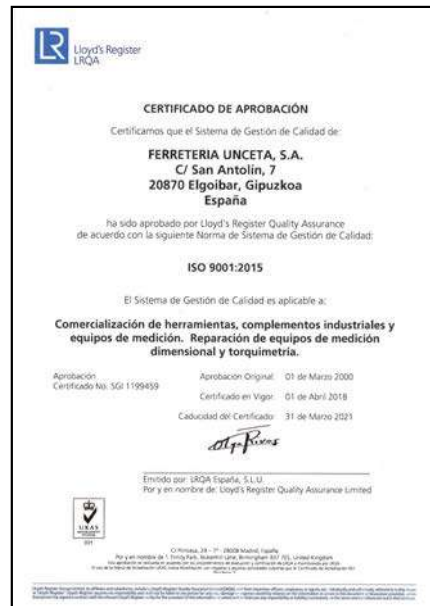 LR
Lloyd's Register
LRQA
CERTIFICADO DE APROBACIÓN
Certificamos que el Sistema de Gestión de Calidad de:
FERRETERIA UNCETA, S.A.
C/ San Antolín, 7
20870 Elgoibar, Gipuzkoa
España
ha sido aprobado por Lloyd's Register Quality Assurance
de acuerdo con la siguiente Norma de Sistema de Gestión de Calidad:
ISO 9001:2015
El Sistema de Gestión de Calidad es aplicable a:
Comercialización de herramientas, complementos industriales y
equipos de medición. Reparación de equipos de medición
dimensional y torquimetría.
Aprobación
Certificado No. SGI 1199459
Aprobación Original: 01 de Marzo 2000
Certificado en Vigor: 01 de Abril 2018
Caducidad del Certificado: 31 de Marzo 2021
Olga Rivas
Emitido por: LRQA España, S.L.U.
Por y en nombre de: Lloyd's Register Quality Assurance Limited
UKAS
001